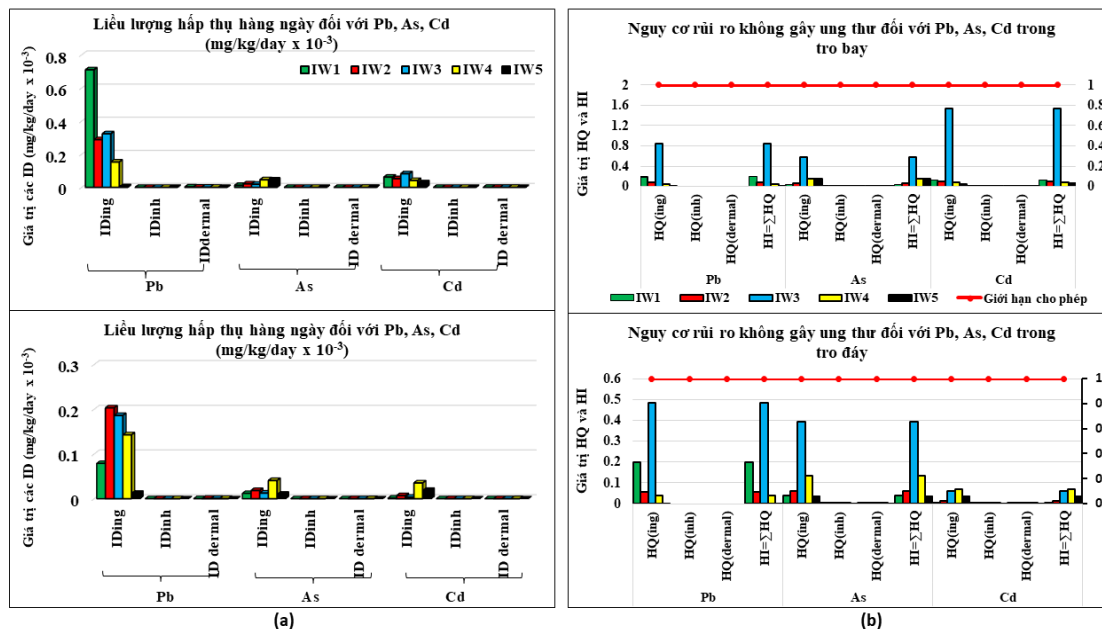 Liều lượng hấp thụ hàng ngày đối với Pb, As, Cd
(mg/kg/day x 10⁻³)
IW1 IW2 IW3 IW4 IW5
Giá trị các ID (mg/kg/day x 10⁻³)
0.8
0.6
0.4
0.2
0
IDing IDinh IDdermal IDing IDinh ID dermal IDing IDinh ID dermal
Pb As Cd
Liều lượng hấp thụ hàng ngày đối với Pb, As, Cd
(mg/kg/day x 10⁻³)
Giá trị các ID (mg/kg/day x 10⁻³)
0.3
0.2
0.1
0
IDing IDinh ID dermal IDing IDinh ID dermal IDing IDinh ID dermal
Pb As Cd
(a)
Nguy cơ rủi ro không gây ung thư đối với Pb, As, Cd trong
tro bay
Giá trị HQ và HI
2
1.6
1.2
0.8
0.4
0
1
0.8
0.6
0.4
0.2
0
HQ(ing) HQ(inh) HQ(dermal) HI=∑HQ HQ(ing) HQ(inh) HQ(dermal) HI=∑HQ HQ(ing) HQ(inh) HQ(dermal) HI=∑HQ
Pb As Cd
IW1 IW2 IW3 IW4 IW5 Giới hạn cho phép
Nguy cơ rủi ro không gây ung thư đối với Pb, As, Cd trong
tro đáy
Giá trị HQ và HI
0.6
0.5
0.4
0.3
0.2
0.1
0
1
0
0
0
0
0
HQ(ing) HQ(inh) HQ(dermal) HI=∑HQ HQ(ing) HQ(inh) HQ(dermal) HI=∑HQ HQ(ing) HQ(inh) HQ(dermal) HI=∑HQ
Pb As Cd
(b)